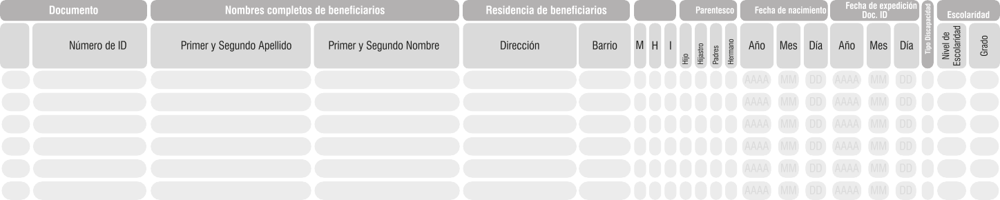 Documento Nombres completos de beneficiarios Residencia de beneficiarios Parentesco Fecha de nacimiento Fecha de expedición Doc. ID Tipo Discapacidad Escolaridad
Número de ID Primer y Segundo Apellido Primer y Segundo Nombre Dirección Barrio M H I Hijo Hijastro Padres Hermano Año Mes Día Año Mes Día Nivel de Escolaridad Grado
AAAA MM DD AAAA MM DD
AAAA MM DD AAAA MM DD
AAAA MM DD AAAA MM DD
AAAA MM DD AAAA MM DD
AAAA MM DD AAAA MM DD
AAAA MM DD AAAA MM DD